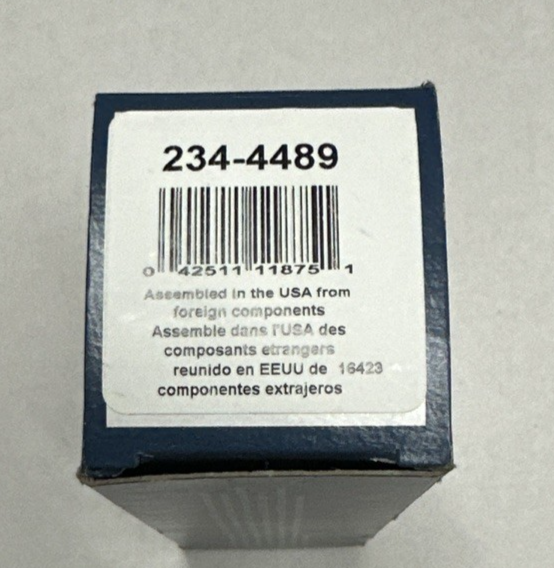 234-4489
0 42511 11875 1
Assembled in the USA from
foreign components
Assemble dans l'USA des
composants etrangers
reunido en EEUU de 16423
componentes extrajeros